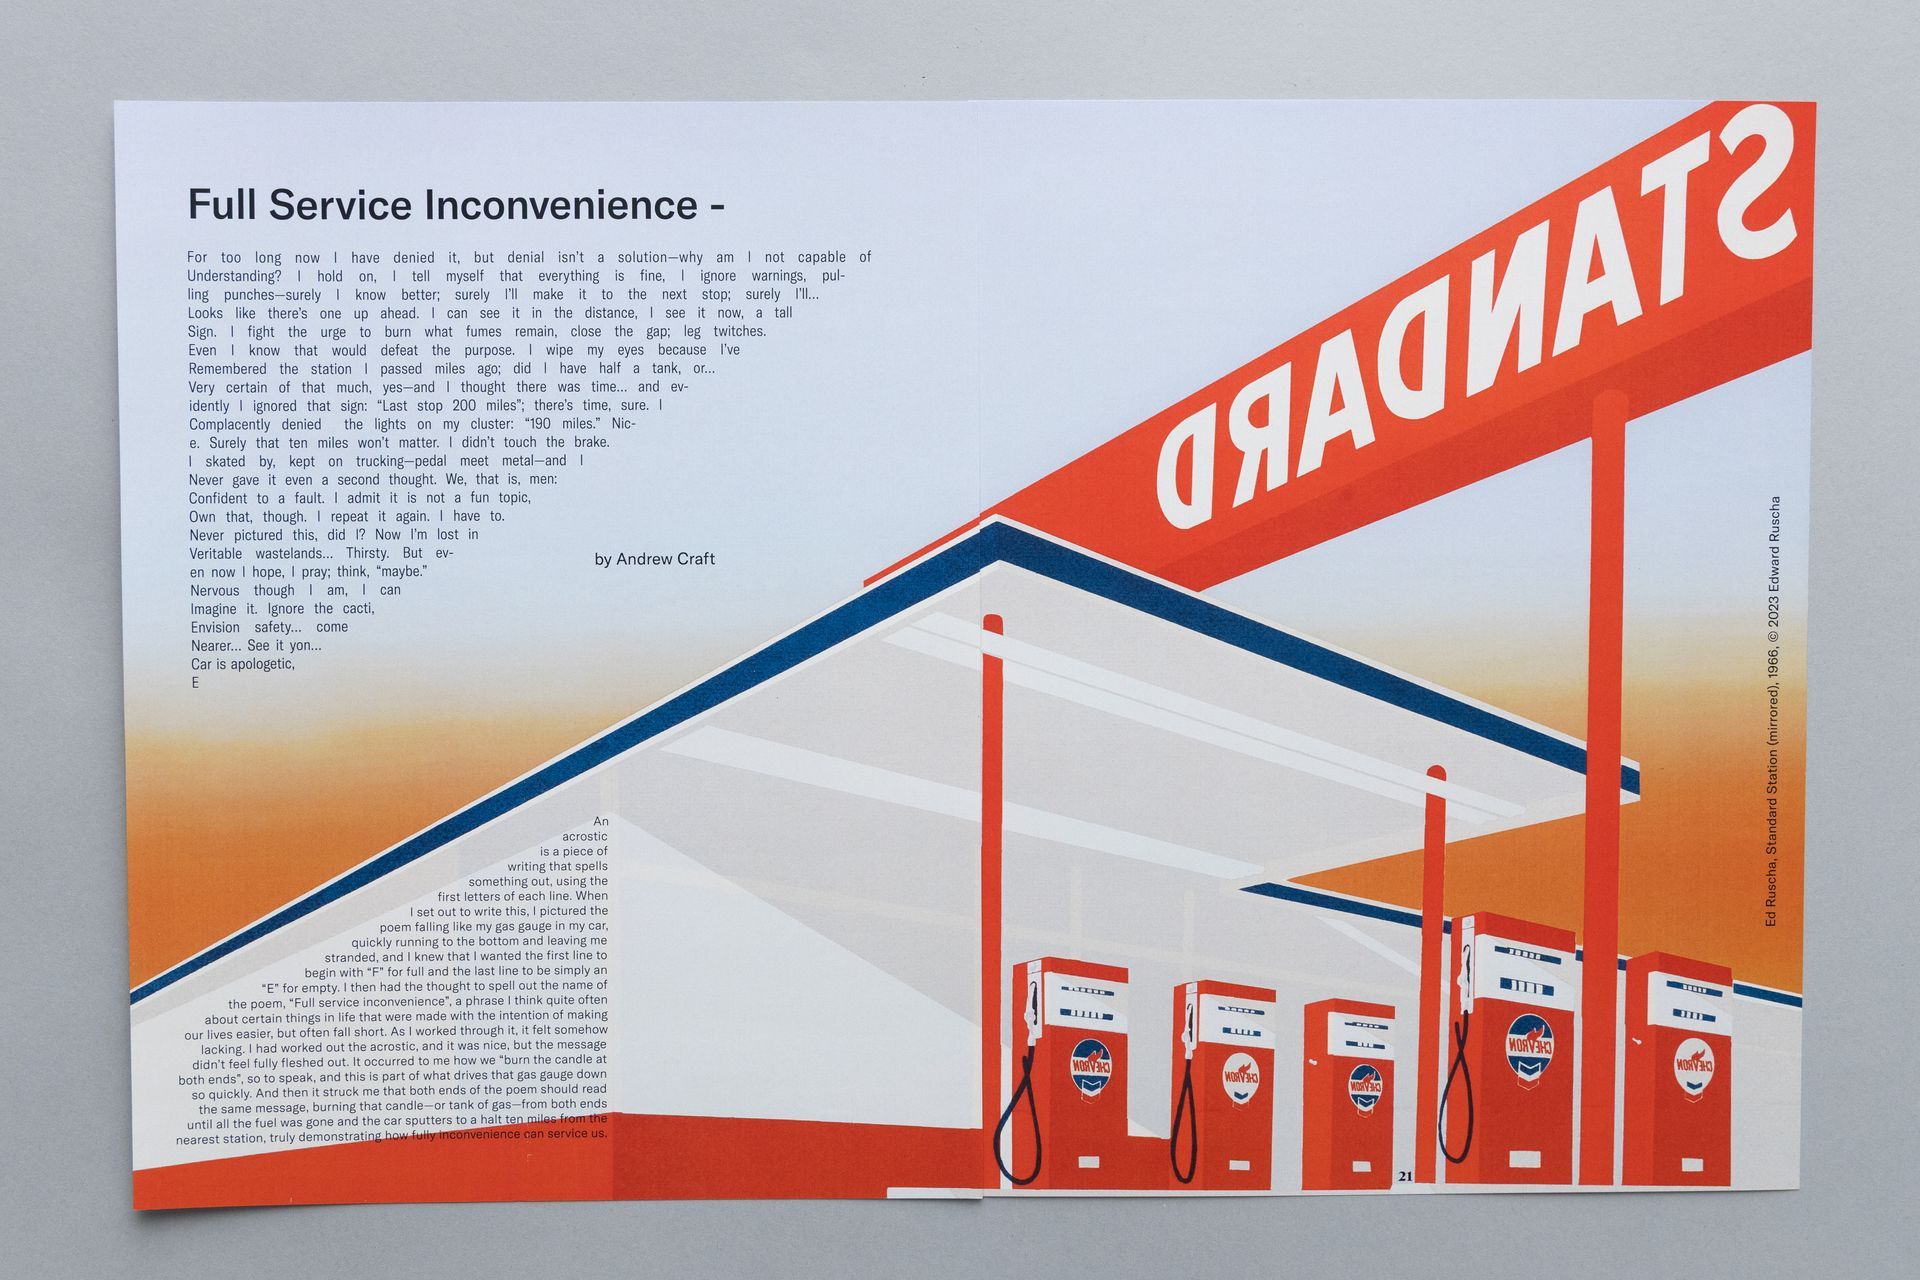 Full Service Inconvenience -
For too long now I have denied it, but denial isn't a solution—why am I not capable of
Understanding? I hold on, I tell myself that everything is fine, I ignore warnings, pul-
ling punches—surely I know better; surely I'll make it to the next stop; surely I'll...
Looks like there's one up ahead. I can see it in the distance, I see it now, a tall
Sign. I fight the urge to burn what fumes remain, close the gap; leg twitches.
Even I know that would defeat the purpose. I wipe my eyes because I've
Remembered the station I passed miles ago; did I have half a tank, or...
Very certain of that much, yes—and I thought there was time... and ev-
idently I ignored that sign: “Last stop 200 miles”; there's time, sure. I
Complacently denied the lights on my cluster: “190 miles.” Nic-
e. Surely that ten miles won't matter. I didn't touch the brake.
I skated by, kept on trucking—pedal meet metal—and I
Never gave it even a second thought. We, that is, men:
Confident to a fault. I admit it is not a fun topic,
Own that, though. I repeat it again. I have to.
Never pictured this, did I? Now I'm lost in
Veritable wastelands... Thirsty. But ev-
en now I hope, I pray; think, “maybe.”
Nervous though I am, I can
Imagine it. Ignore the cacti,
Envision safety... come
Nearer... See it yon...
Car is apologetic,
E
by Andrew Craft
An
acrostic
is a piece of
writing that spells
something out, using the
first letters of each line. When
I set out to write this, I pictured the
poem falling like my gas gauge in my car,
quickly running to the bottom and leaving me
stranded, and I knew that I wanted the first line to
begin with “F” for full and the last line to be simply an
“E” for empty. I then had the thought to spell out the name of
the poem, “Full service inconvenience”, a phrase I think quite often
about certain things in life that were made with the intention of making
our lives easier, but often fall short. As I worked through it, it felt somehow
lacking. I had worked out the acrostic, and it was nice, but the message
didn't feel fully fleshed out. It occurred to me how we “burn the candle at
both ends”, so to speak, and this is part of what drives that gas gauge down
so quickly. And then it struck me that both ends of the poem should read
the same message, burning that candle—or tank of gas—from both ends
until all the fuel was gone and the car sputters to a halt ten miles from the
nearest station, truly demonstrating how fully inconvenience can service us.
STANDARD
CHEVRON
CHEVRON
CHEVRON
CHEVRON
CHEVRON
21
Ed Ruscha, Standard Station (mirrored), 1966, © 2023 Edward Ruscha